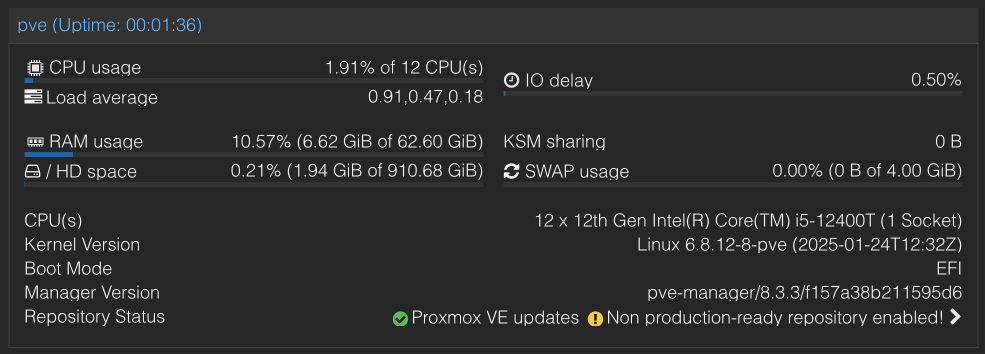 pve (Uptime: 00:01:36)
CPU usage 1.91% of 12 CPU(s)
IO delay 0.50%
Load average 0.91,0.47,0.18
RAM usage 10.57% (6.62 GiB of 62.60 GiB)
KSM sharing 0 B
/ HD space 0.21% (1.94 GiB of 910.68 GiB)
SWAP usage 0.00% (0 B of 4.00 GiB)
CPU(s) 12 x 12th Gen Intel(R) Core(TM) i5-12400T (1 Socket)
Kernel Version Linux 6.8.12-8-pve (2025-01-24T12:32Z)
Boot Mode EFI
Manager Version pve-manager/8.3.3/f157a38b211595d6
Repository Status Proxmox VE updates Non production-ready repository enabled!